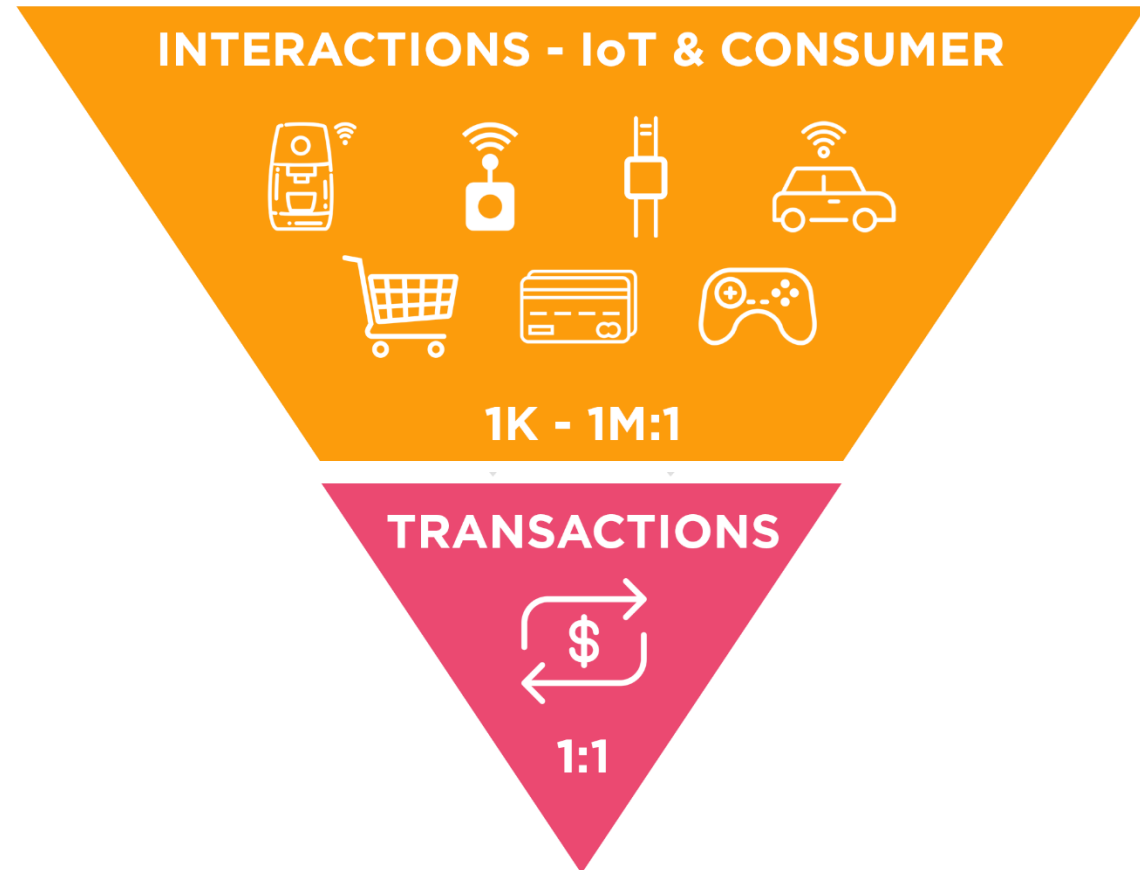 INTERACTIONS - IoT & CONSUMER
1K - 1M:1
TRANSACTIONS
$
1:1